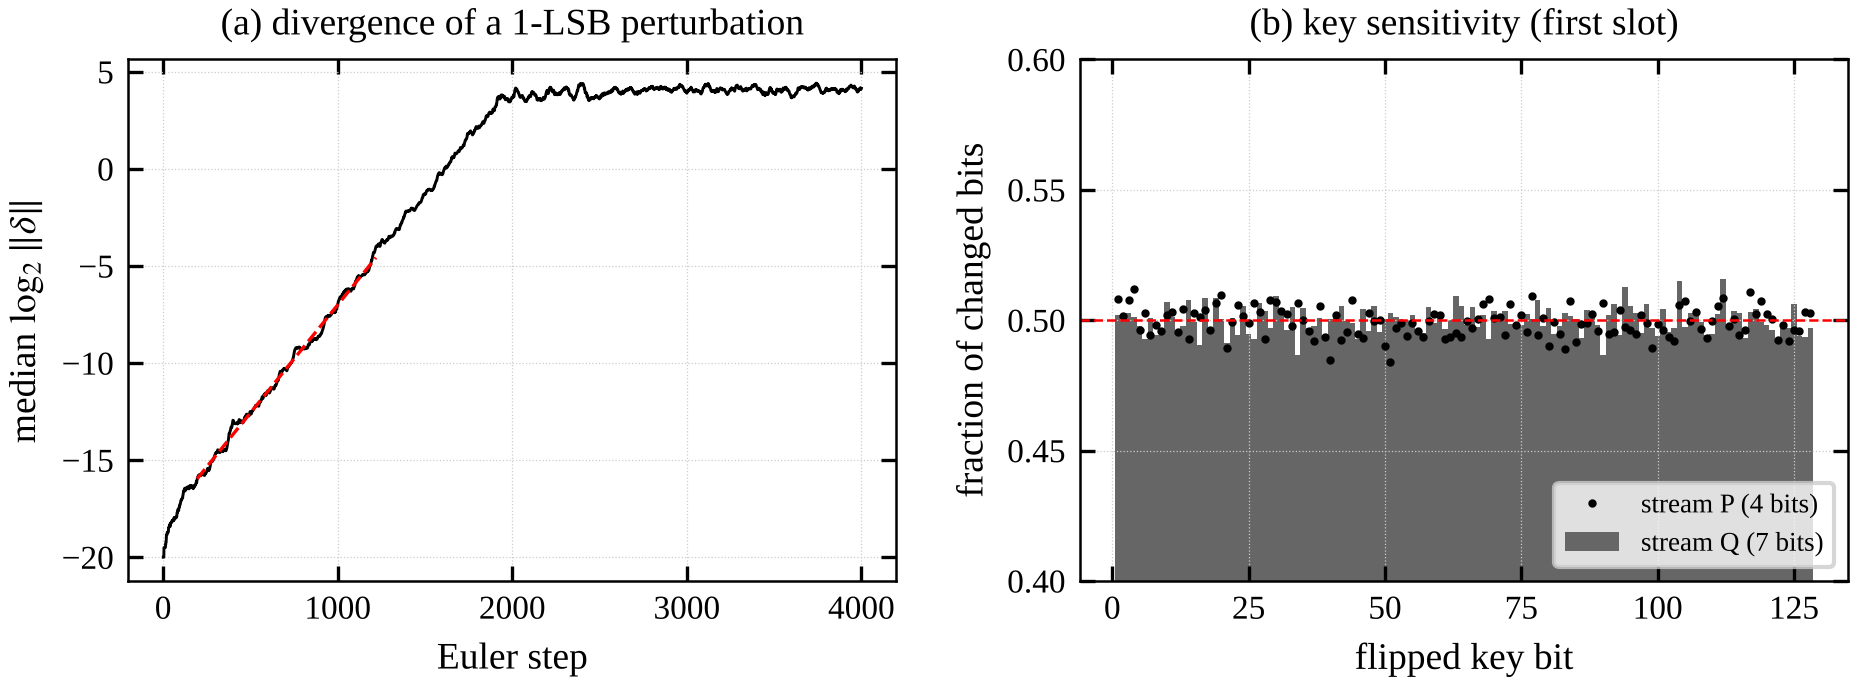 (a) divergence of a 1-LSB perturbation
median log₂ ||δ||
5
0
−5
−10
−15
−20
0 1000 2000 3000 4000
Euler step
(b) key sensitivity (first slot)
fraction of changed bits
0.60
0.55
0.50
0.45
0.40
stream P (4 bits)
stream Q (7 bits)
0 25 50 75 100 125
flipped key bit